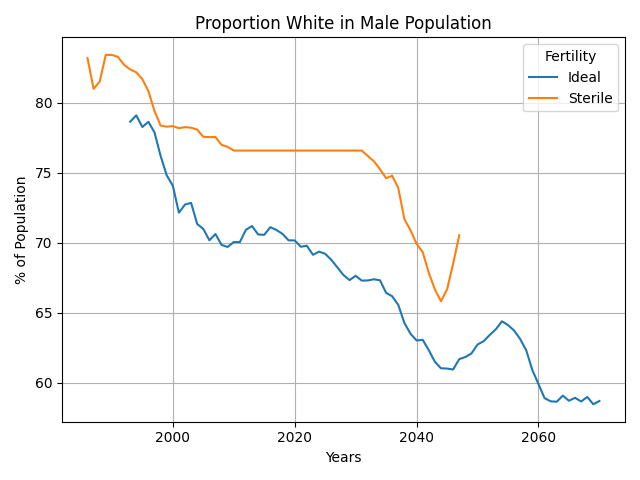 Proportion White in Male Population
Fertility
Ideal
Sterile
% of Population
80
75
70
65
60
2000
2020
2040
2060
Years